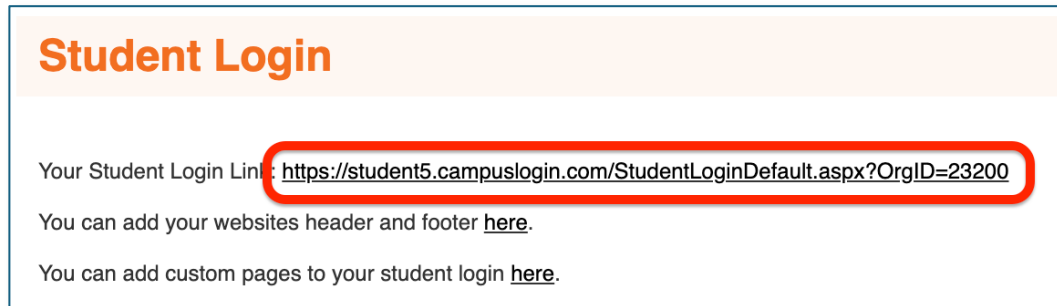 Student Login
Your Student Login Link: https://student5.campuslogin.com/StudentLoginDefault.aspx?OrgID=23200
You can add your websites header and footer here.
You can add custom pages to your student login here.